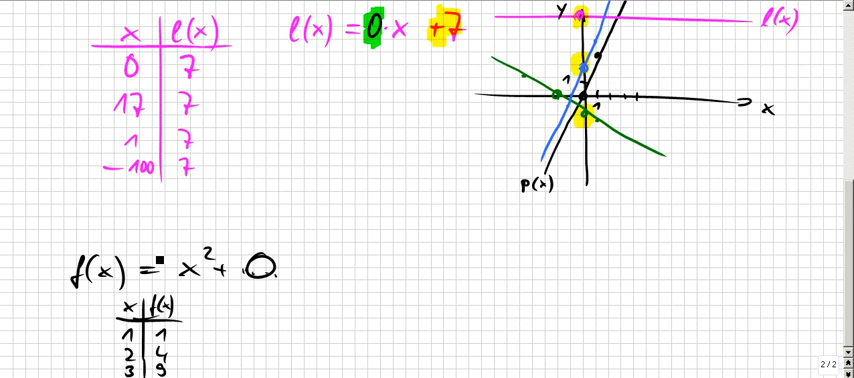 x | l(x)
0 | 7
17 | 7
1 | 7
-100 | 7
l(x) = 0·x +7
y
l(x)
1
1
x
p(x)
f(x) = x² + 0
x | f(x)
1 | 1
2 | 4
3 | 9
2/2